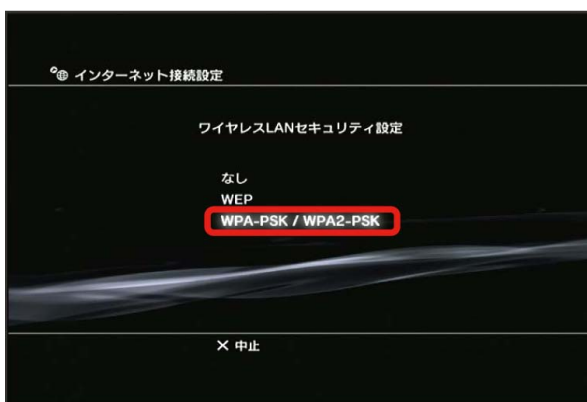 インターネット接続設定
ワイヤレスLANセキュリティ設定
なし
WEP
WPA-PSK / WPA2-PSK
✕ 中止